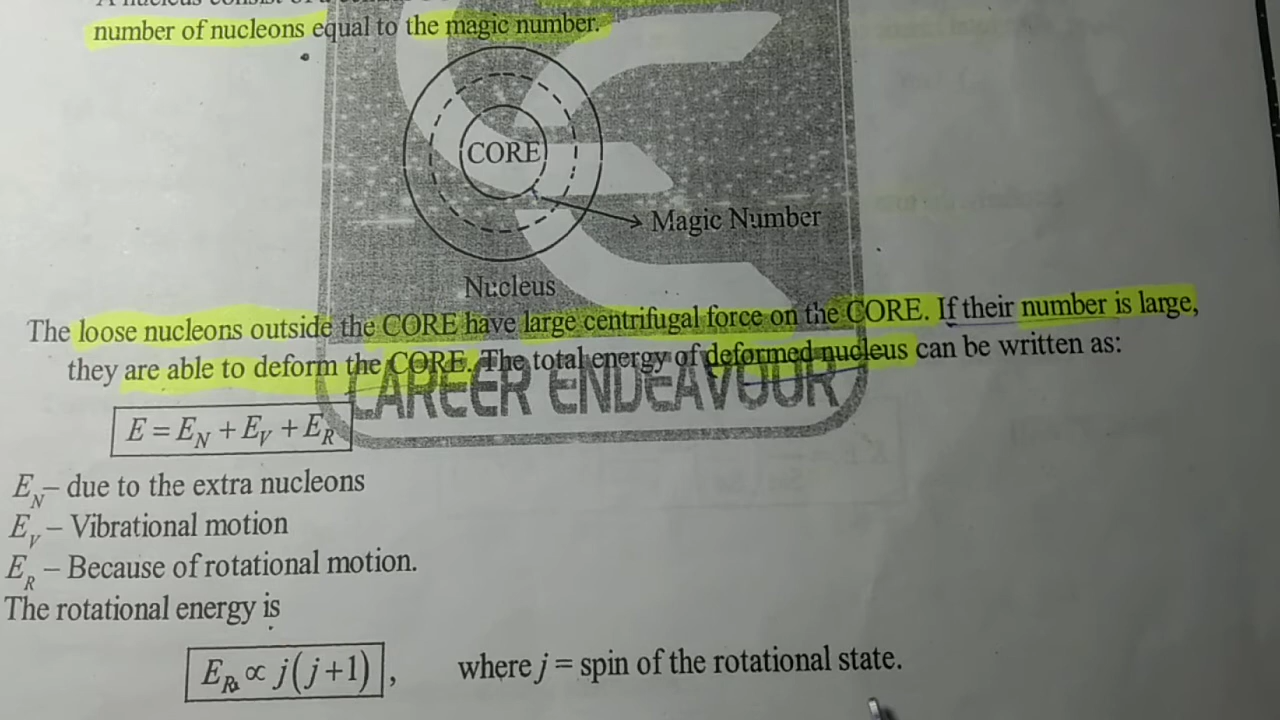 A nucleus consist of a
number of nucleons equal to the magic number.
CORE
Magic Number
Nucleus
The loose nucleons outside the CORE have large centrifugal force on the CORE. If their number is large,
they are able to deform the CORE. The total energy of deformed nucleus can be written as:
CAREER ENDEAVOUR
E = E_N + E_V + E_R
E_N – due to the extra nucleons
E_V – Vibrational motion
E_R – Because of rotational motion.
The rotational energy is
E_R ∝ j(j+1), where j = spin of the rotational state.